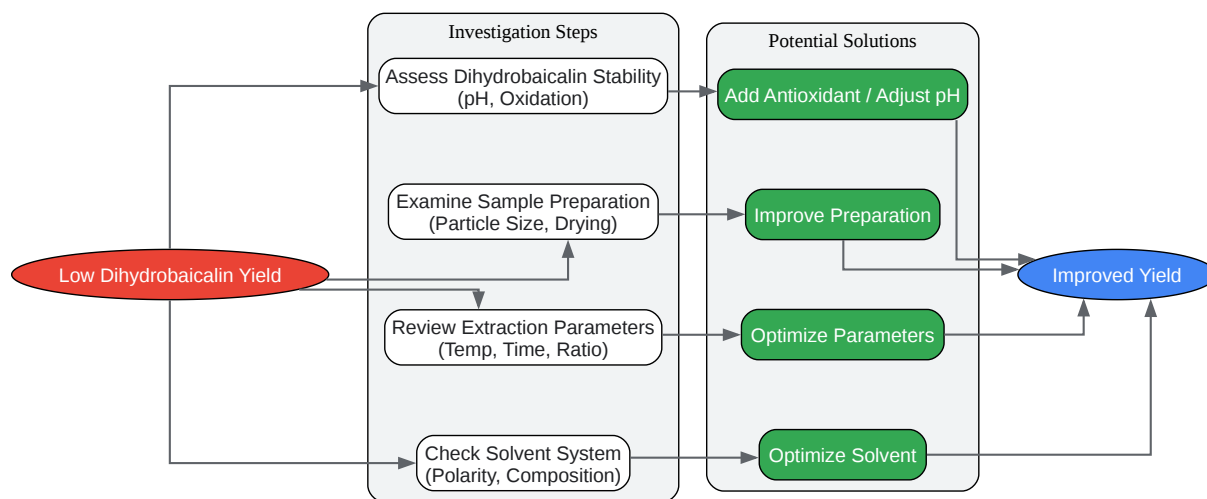 Investigation Steps
Potential Solutions
Assess Dihydrobaicalin Stability
(pH, Oxidation)
Add Antioxidant / Adjust pH
Examine Sample Preparation
(Particle Size, Drying)
Improve Preparation
Low Dihydrobaicalin Yield
Improved Yield
Review Extraction Parameters
(Temp, Time, Ratio)
Optimize Parameters
Check Solvent System
(Polarity, Composition)
Optimize Solvent